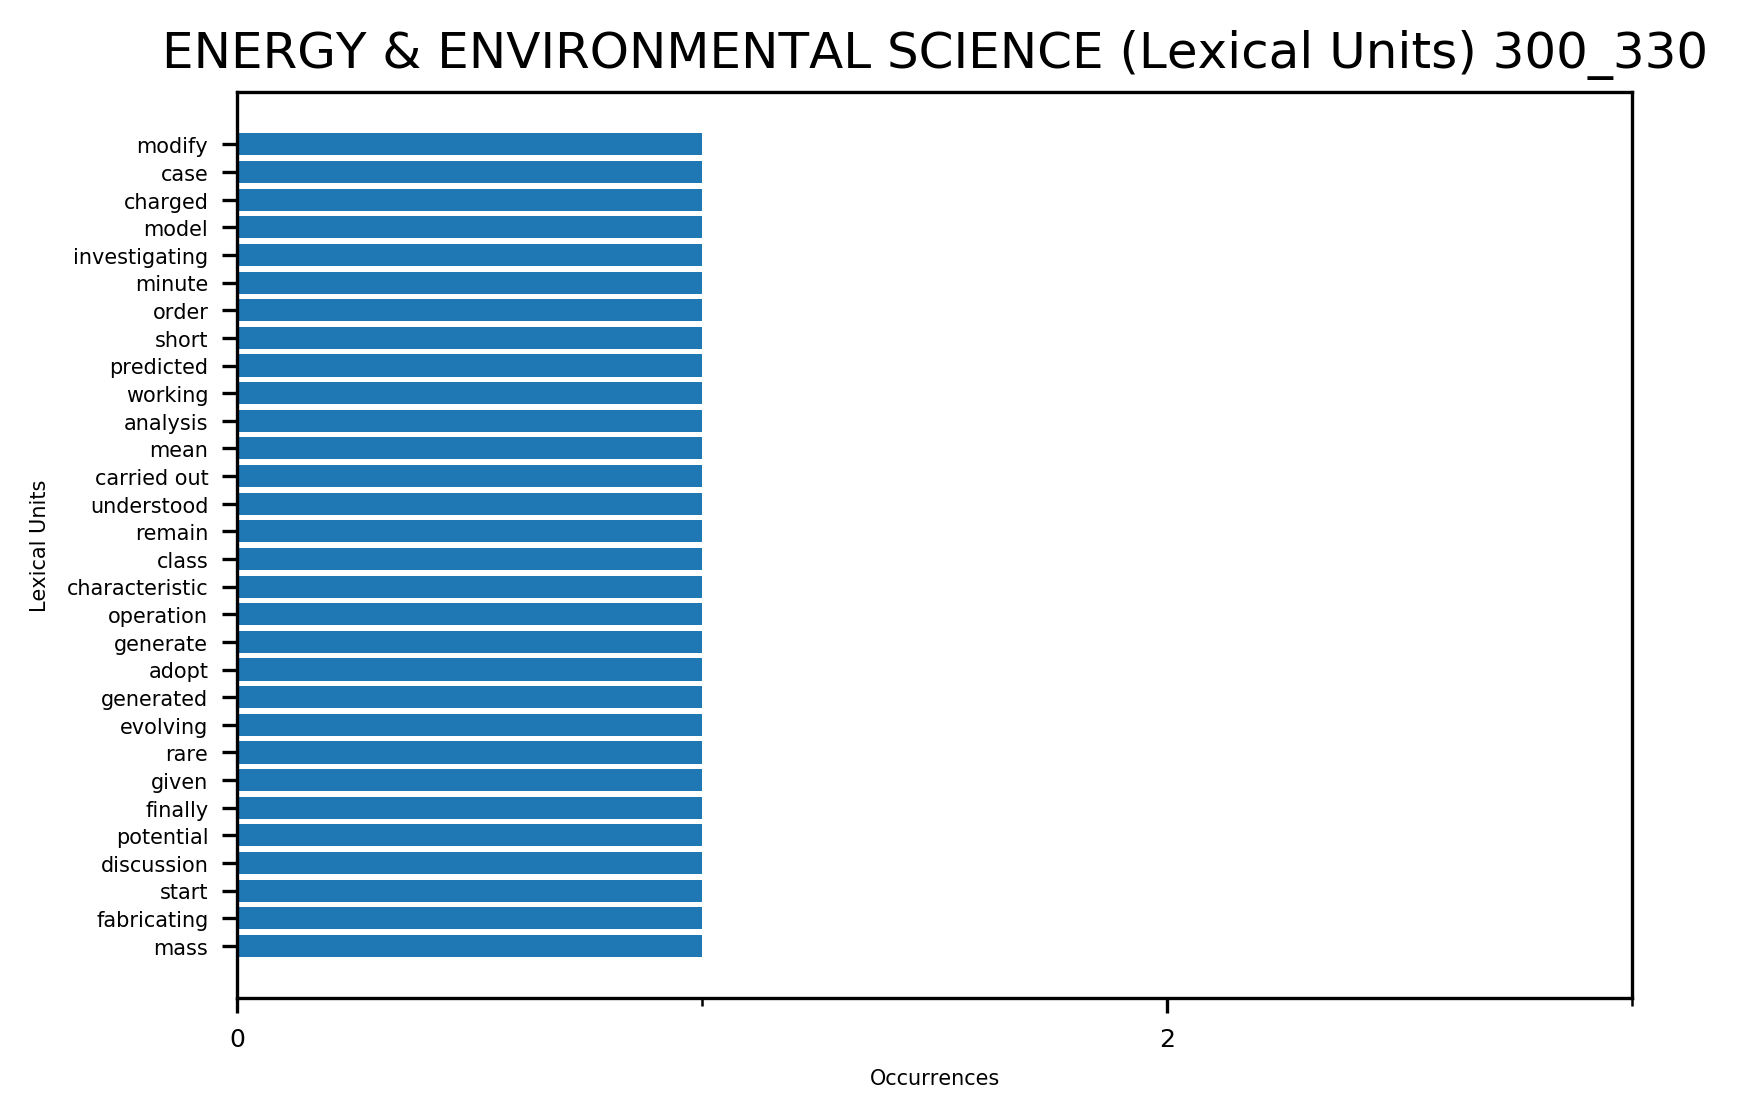 ENERGY & ENVIRONMENTAL SCIENCE (Lexical Units) 300_330
modify
case
charged
model
investigating
minute
order
short
predicted
working
analysis
mean
carried out
understood
remain
class
characteristic
operation
generate
adopt
generated
evolving
rare
given
finally
potential
discussion
start
fabricating
mass
Lexical Units
0
2
Occurrences